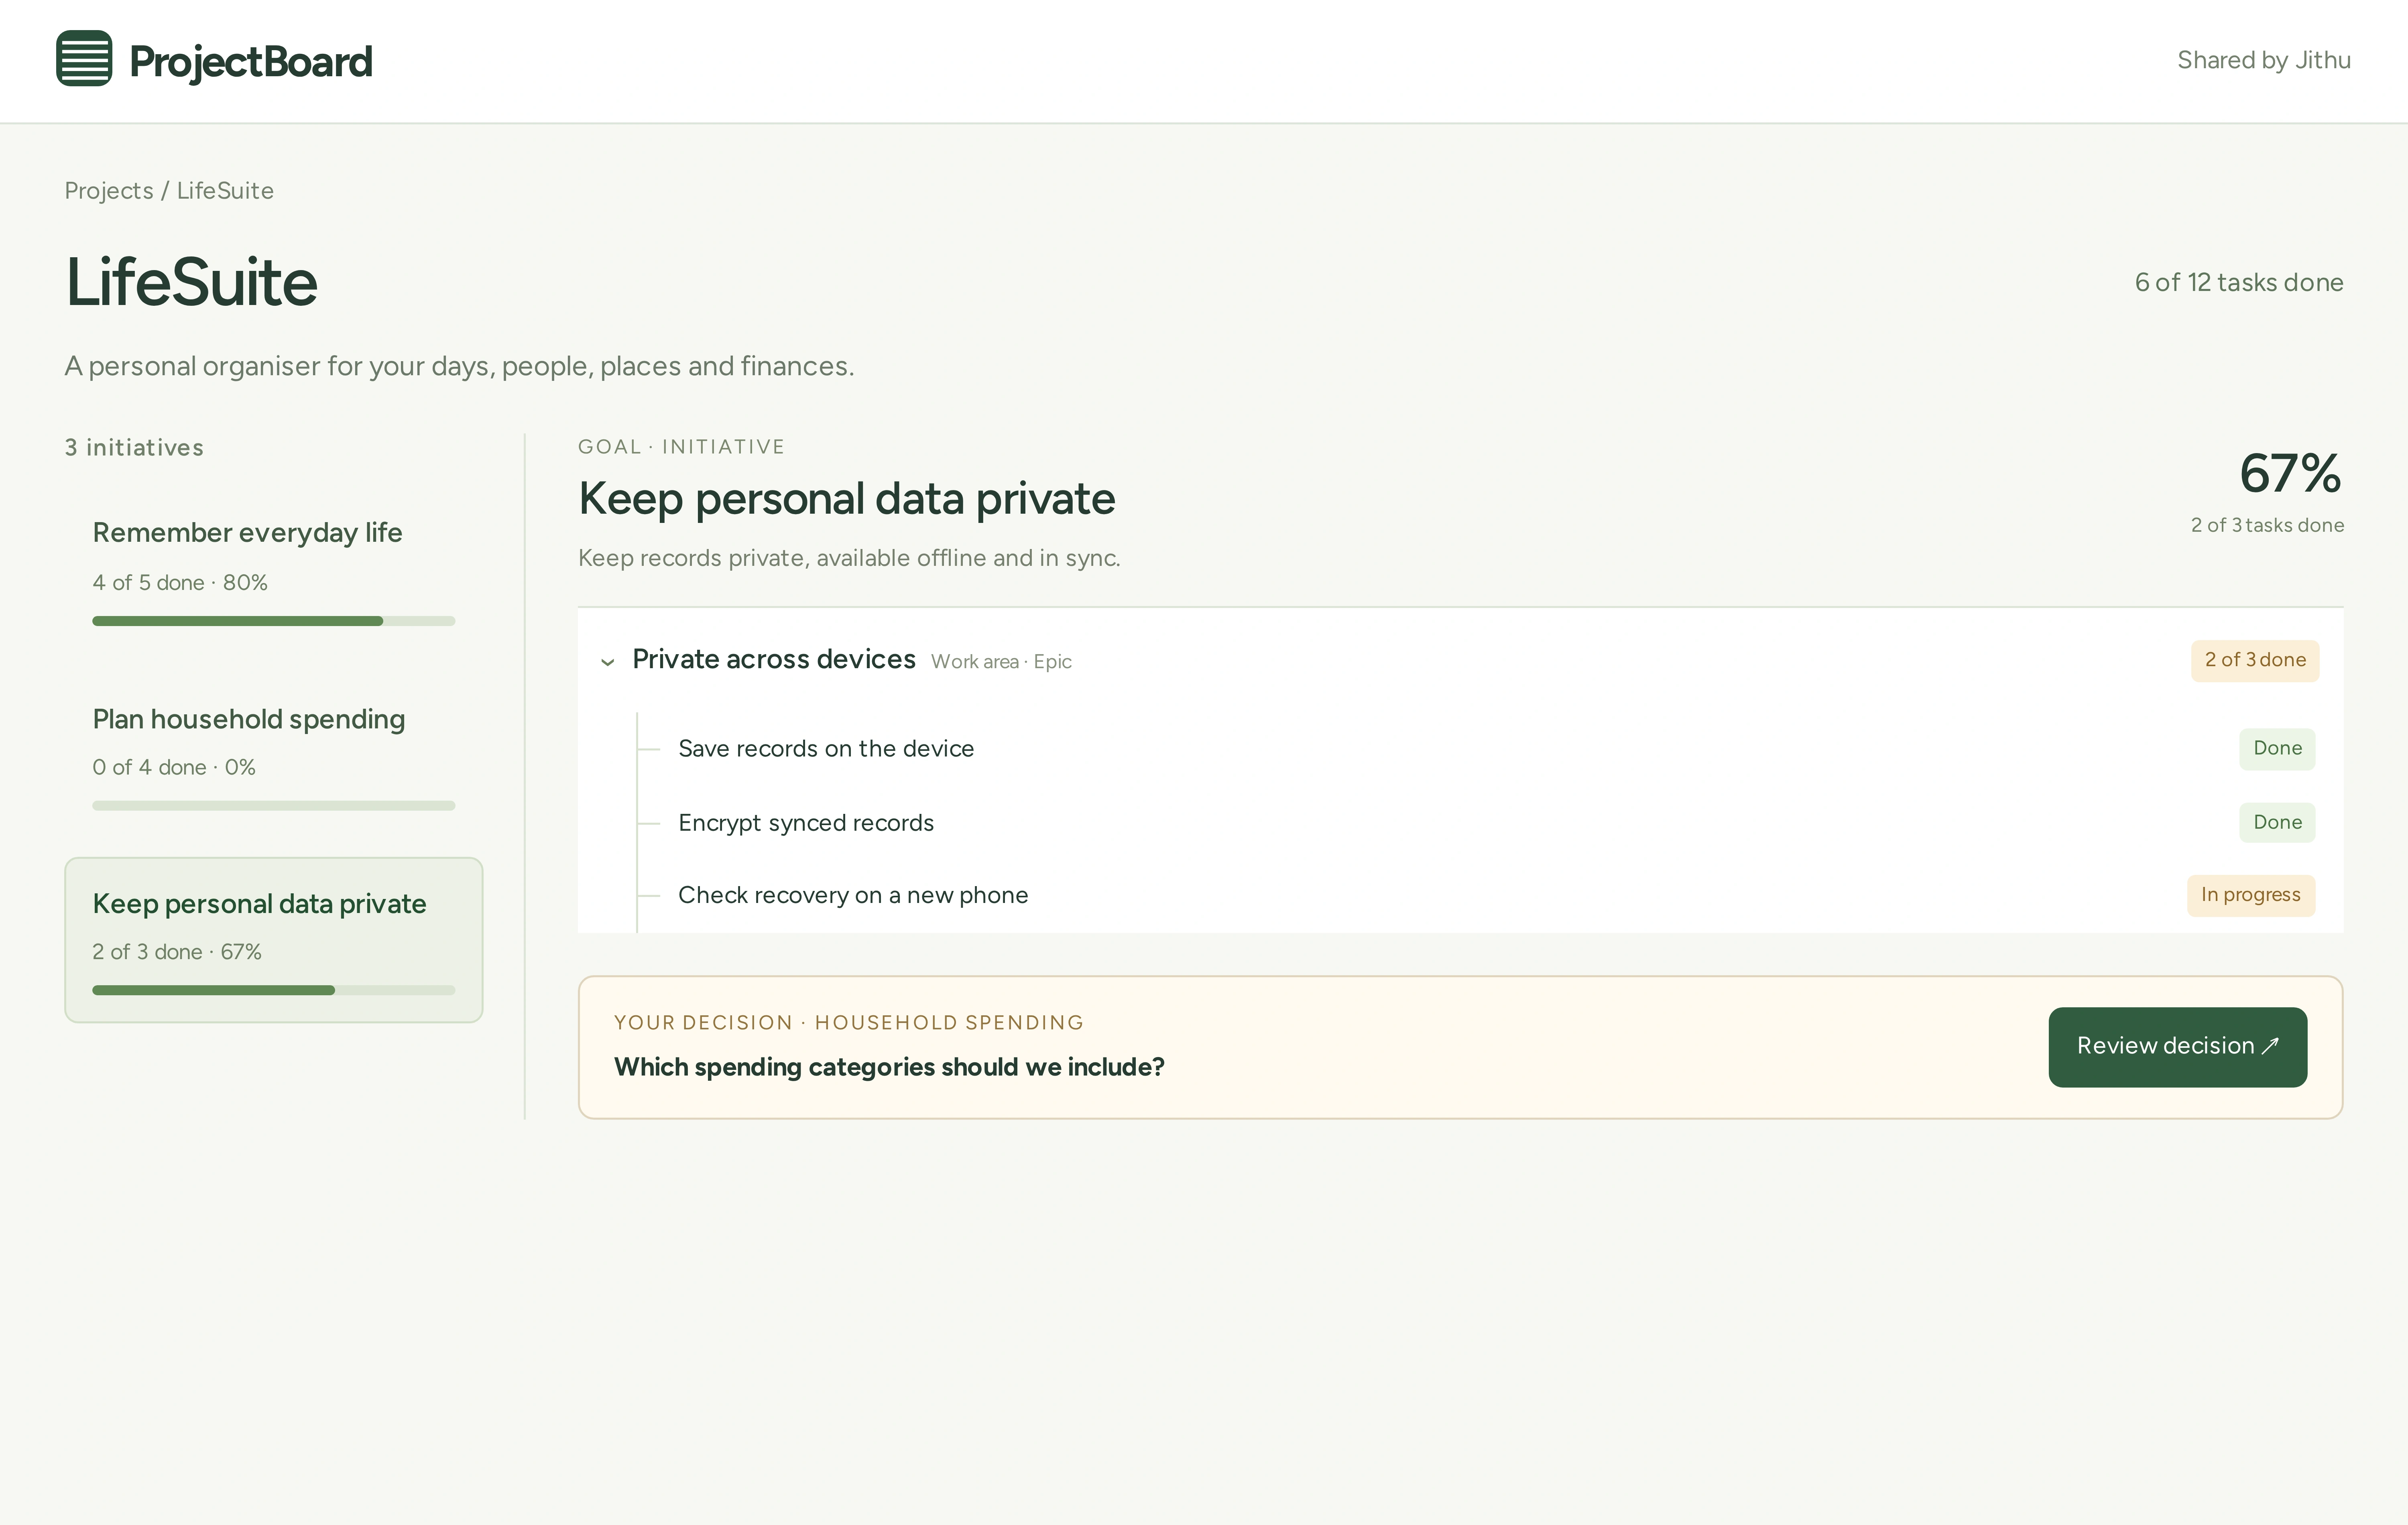 ProjectBoard
Shared by Jithu
Projects / LifeSuite
LifeSuite
6 of 12 tasks done
A personal organiser for your days, people, places and finances.
3 initiatives
Remember everyday life
4 of 5 done · 80%
Plan household spending
0 of 4 done · 0%
Keep personal data private
2 of 3 done · 67%
GOAL · INITIATIVE
Keep personal data private
67%
2 of 3 tasks done
Keep records private, available offline and in sync.
Private across devices Work area · Epic
2 of 3 done
Save records on the device
Done
Encrypt synced records
Done
Check recovery on a new phone
In progress
YOUR DECISION · HOUSEHOLD SPENDING
Which spending categories should we include?
Review decision ↗